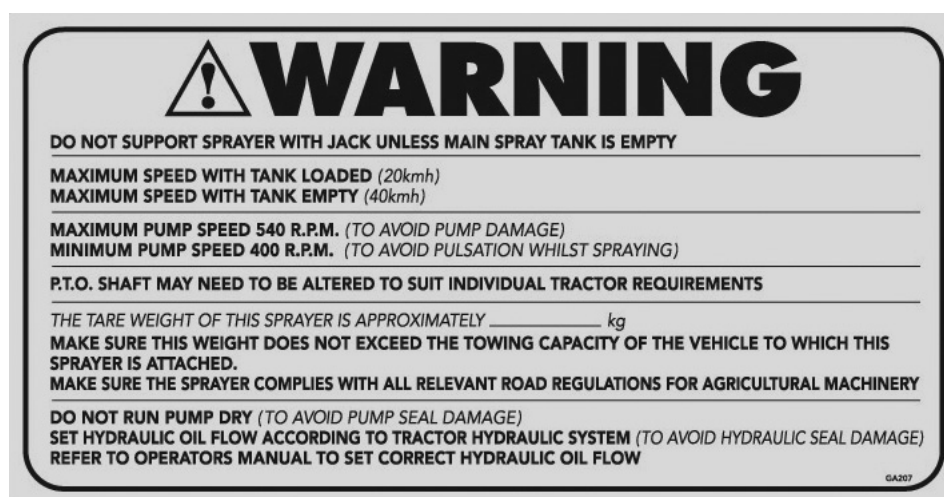 WARNING
DO NOT SUPPORT SPRAYER WITH JACK UNLESS MAIN SPRAY TANK IS EMPTY
MAXIMUM SPEED WITH TANK LOADED (20kmh)
MAXIMUM SPEED WITH TANK EMPTY (40kmh)
MAXIMUM PUMP SPEED 540 R.P.M. (TO AVOID PUMP DAMAGE)
MINIMUM PUMP SPEED 400 R.P.M. (TO AVOID PULSATION WHILST SPRAYING)
P.T.O. SHAFT MAY NEED TO BE ALTERED TO SUIT INDIVIDUAL TRACTOR REQUIREMENTS
THE TARE WEIGHT OF THIS SPRAYER IS APPROXIMATELY ____________ kg
MAKE SURE THIS WEIGHT DOES NOT EXCEED THE TOWING CAPACITY OF THE VEHICLE TO WHICH THIS
SPRAYER IS ATTACHED.
MAKE SURE THE SPRAYER COMPLIES WITH ALL RELEVANT ROAD REGULATIONS FOR AGRICULTURAL MACHINERY
DO NOT RUN PUMP DRY (TO AVOID PUMP SEAL DAMAGE)
SET HYDRAULIC OIL FLOW ACCORDING TO TRACTOR HYDRAULIC SYSTEM (TO AVOID HYDRAULIC SEAL DAMAGE)
REFER TO OPERATORS MANUAL TO SET CORRECT HYDRAULIC OIL FLOW
GA207